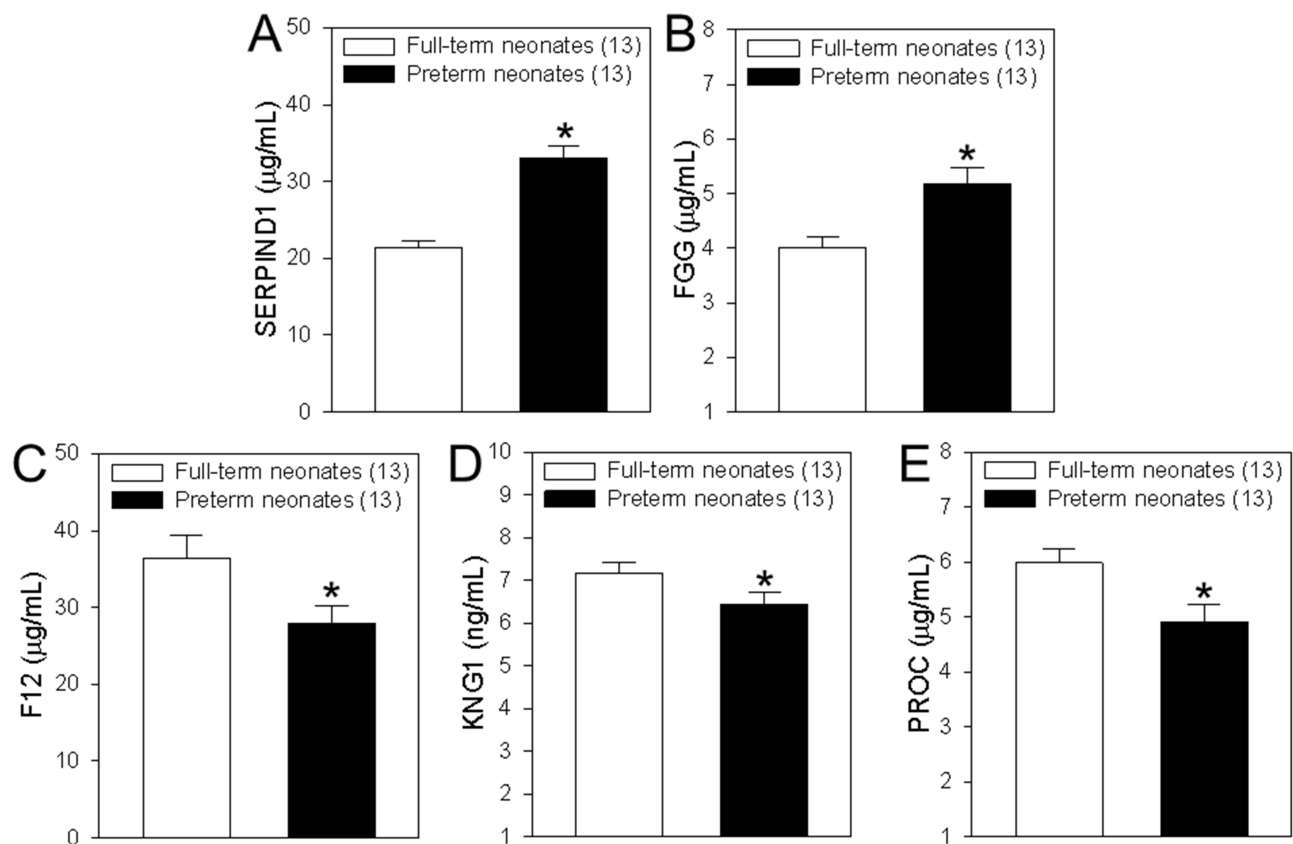 A
SERPIND1 (μg/mL)
50
40
30
20
10
0
Full-term neonates (13)
Preterm neonates (13)
*
B
FGG (μg/mL)
8
7
6
5
4
3
2
1
Full-term neonates (13)
Preterm neonates (13)
*
C
F12 (μg/mL)
50
40
30
20
10
0
Full-term neonates (13)
Preterm neonates (13)
*
D
KNG1 (ng/mL)
10
9
8
7
6
5
4
3
2
1
Full-term neonates (13)
Preterm neonates (13)
*
E
PROC (μg/mL)
8
7
6
5
4
3
2
1
Full-term neonates (13)
Preterm neonates (13)
*